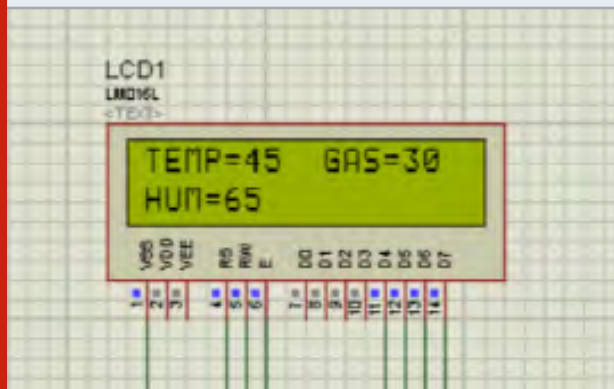 LCD1
LM016L
<TEXT>
TEMP=45 GAS=30
HUM=65
VSS VDD VEE RS RW E D0 D1 D2 D3 D4 D5 D6 D7
1 2 3 4 5 6 7 8 9 10 11 12 13 14